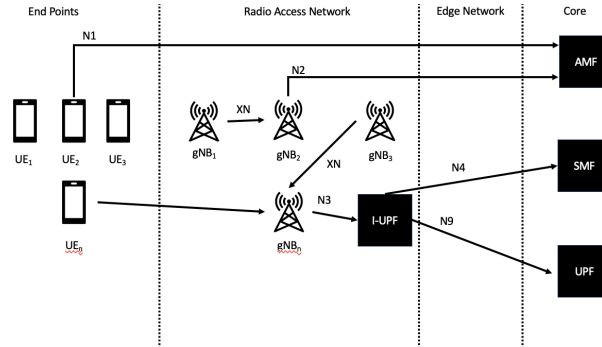 End Points
Radio Access Network
Edge Network
Core
N1
AMF
N2
XN
UE₁
UE₂
UE₃
gNB₁
gNB₂
gNB₃
XN
N4
SMF
N3
I-UPF
N9
UEₙ
gNBₙ
UPF